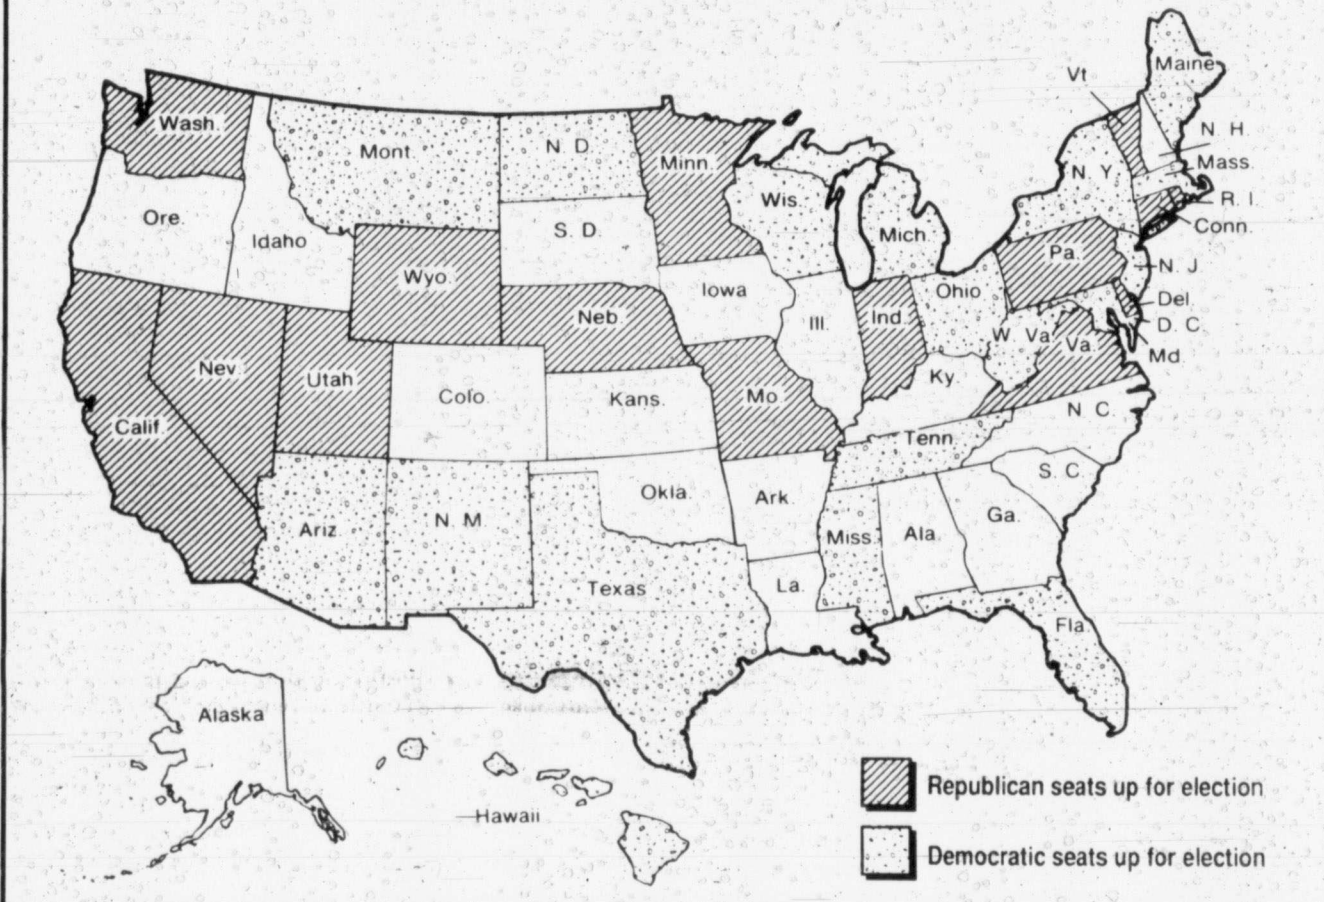 Maine
Vt
Wash.
N. H.
Mont
N. D.
Minn.
Mass.
N. Y.
Wis.
R. I.
Ore.
Idaho
S. D.
Mich.
Conn.
Pa.
N. J
Wyo.
Iowa
Ohio
Del
Neb.
Ill.
Ind.
D. C.
W. Va
Va.
Md
Nev.
Utah
Colo.
Kans.
Ky.
Mo.
N. C.
Calif.
Tenn.
S. C
Okla.
Ark.
Ga.
Ariz.
N. M.
Miss.
Ala.
Texas
La.
Fla.
Alaska
Hawaii
Republican seats up for election
Democratic seats up for election